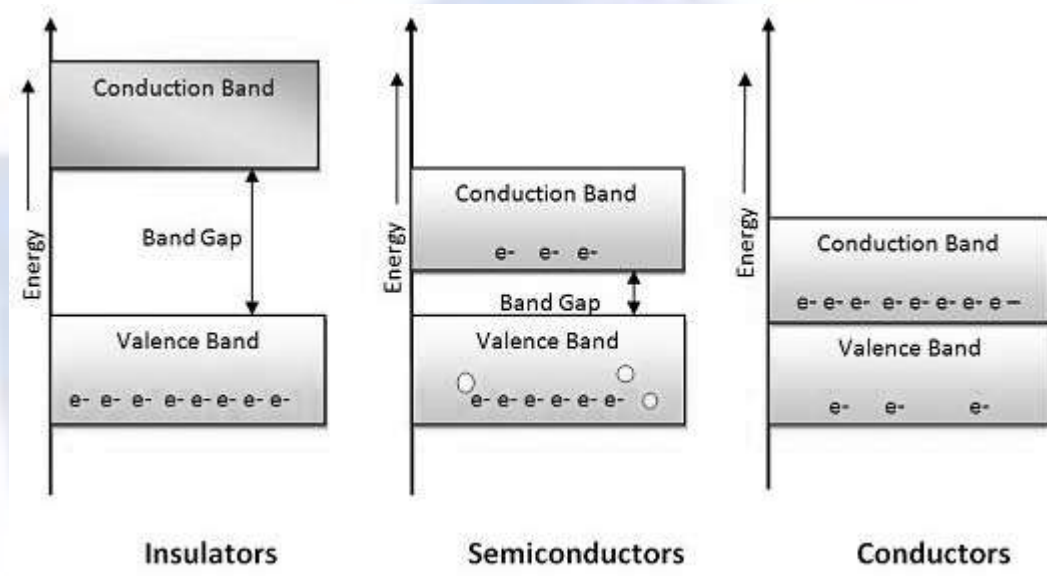 Energy
Conduction Band
Band Gap
Valence Band
e- e- e- e- e- e- e- e-
Insulators
Energy
Conduction Band
e- e- e-
Band Gap
Valence Band
e- e- e- e- e- e-
Semiconductors
Energy
Conduction Band
e- e- e- e- e- e- e- e –
Valence Band
e- e- e-
Conductors